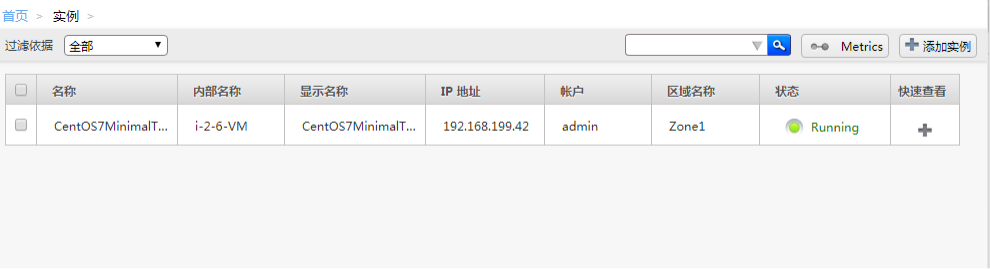 首页 > 实例 >
过滤依据 全部 Metrics 添加实例
名称 内部名称 显示名称 IP 地址 帐户 区域名称 状态 快速查看
CentOS7MinimalT... i-2-6-VM CentOS7MinimalT... 192.168.199.42 admin Zone1 Running